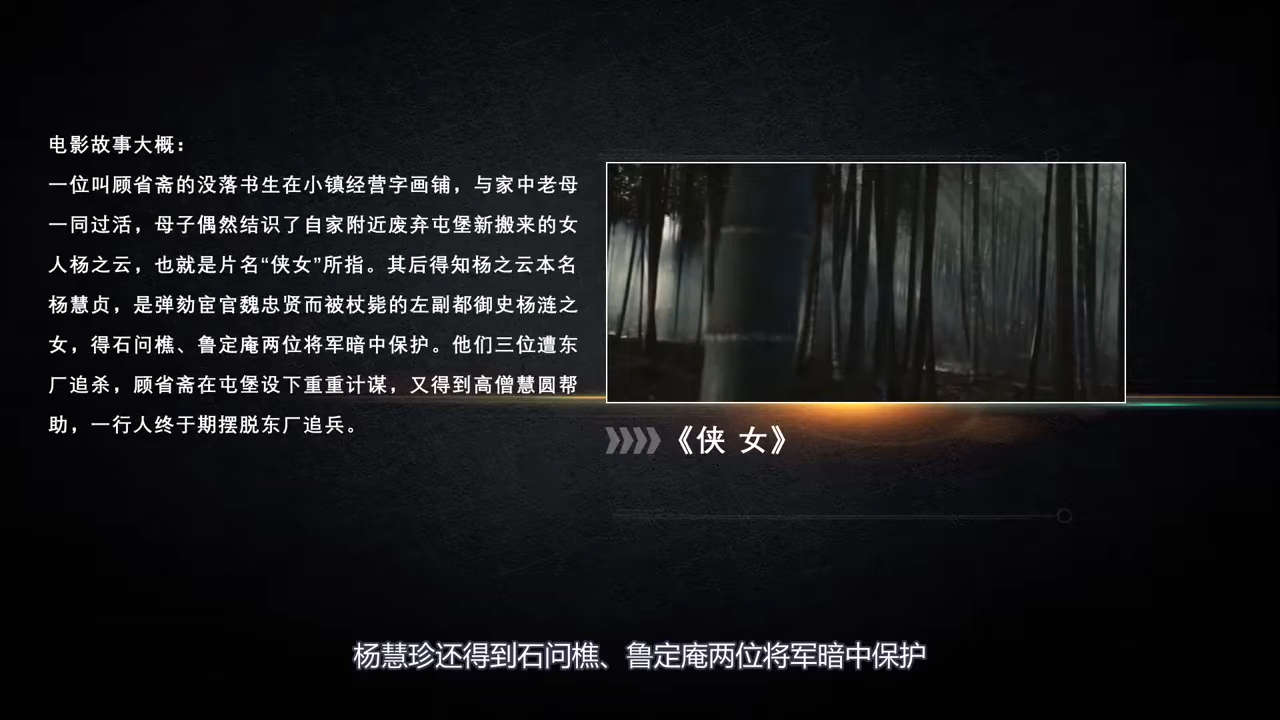 电影故事大概：
一位叫顾省斋的没落书生在小镇经营字画铺，与家中老母
一同过活，母子偶然结识了自家附近废弃屯堡新搬来的女
人杨之云，也就是片名“侠女”所指。其后得知杨之云本名
杨慧贞，是弹劾宦官魏忠贤而被杖毙的左副都御史杨涟之
女，得石问樵、鲁定庵两位将军暗中保护。他们三位遭东
厂追杀，顾省斋在屯堡设下重重计谋，又得到高僧慧圆帮
助，一行人终于期摆脱东厂追兵。
《侠 女》
杨慧珍还得到石问樵、鲁定庵两位将军暗中保护